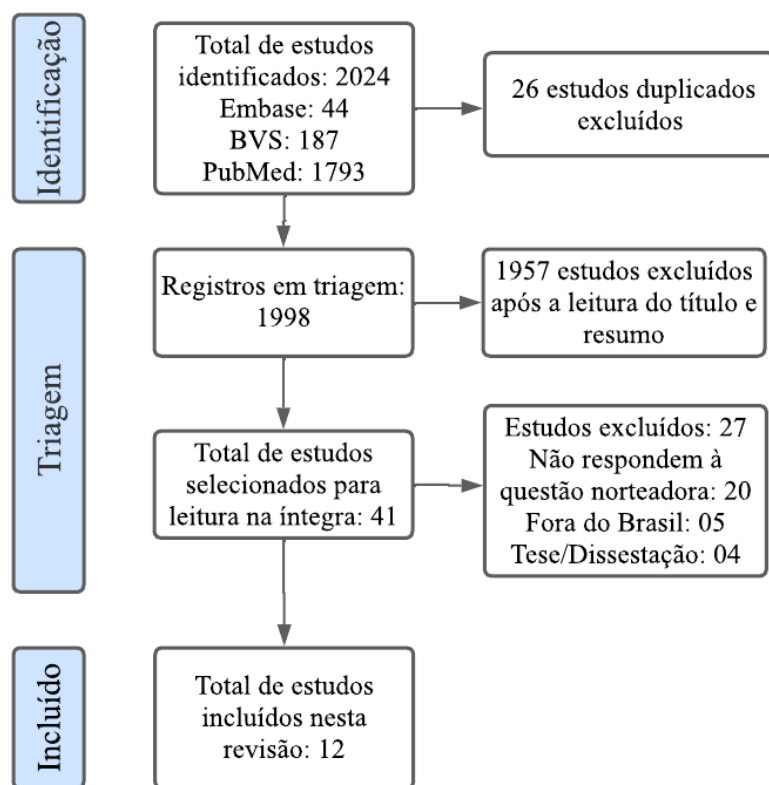 Identificação
Total de estudos
identificados: 2024
Embase: 44
BVS: 187
PubMed: 1793
26 estudos duplicados
excluídos
Triagem
Registros em triagem:
1998
1957 estudos excluídos
após a leitura do título e
resumo
Total de estudos
selecionados para
leitura na íntegra: 41
Estudos excluídos: 27
Não respondem à
questão norteadora: 20
Fora do Brasil: 05
Tese/Dissestação: 04
Incluído
Total de estudos
incluídos nesta
revisão: 12